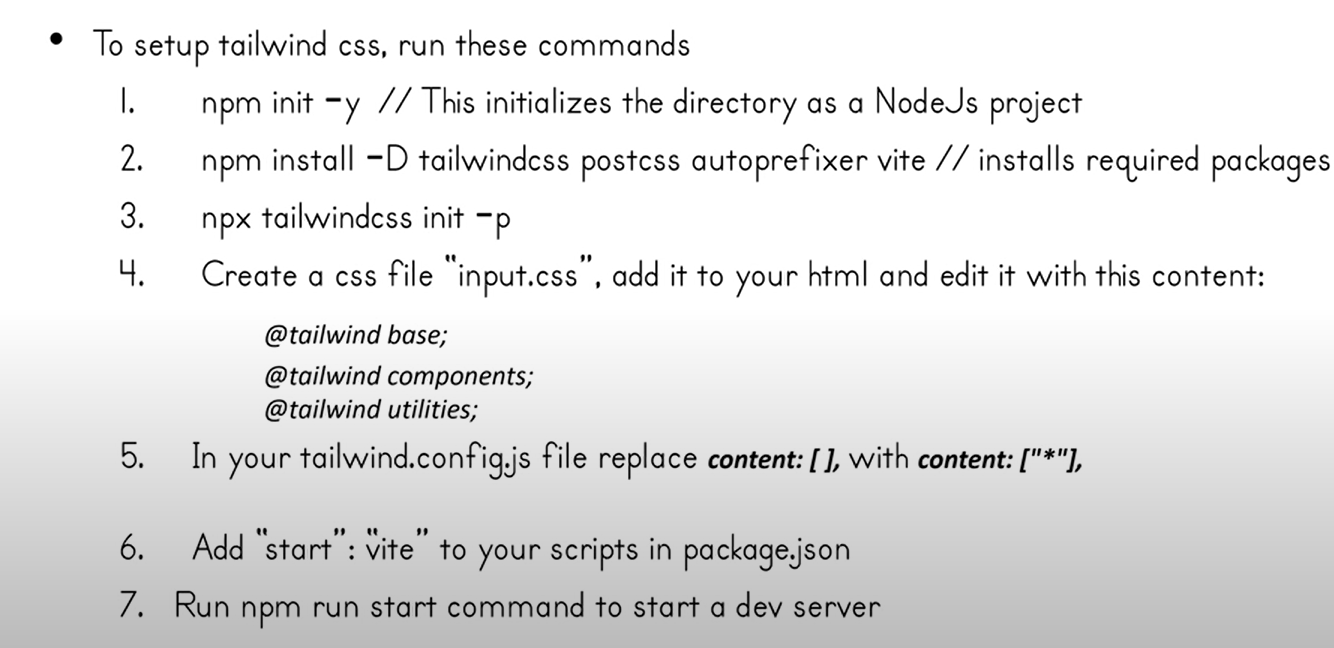 • To setup tailwind css, run these commands
1. npm init -y // This initializes the directory as a NodeJs project
2. npm install -D tailwindcss postcss autoprefixer vite // installs required packages
3. npx tailwindcss init -p
4. Create a css file "input.css", add it to your html and edit it with this content:
@tailwind base;
@tailwind components;
@tailwind utilities;
5. In your tailwind.config.js file replace content: [ ], with content: ["*"],
6. Add "start": "vite" to your scripts in package.json
7. Run npm run start command to start a dev server